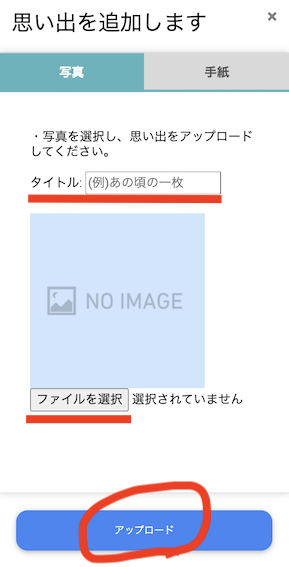 思い出を追加します
×
写真
手紙
・写真を選択し、思い出をアップロード
してください。
タイトル: (例)あの頃の一枚
NO IMAGE
ファイルを選択 選択されていません
アップロード